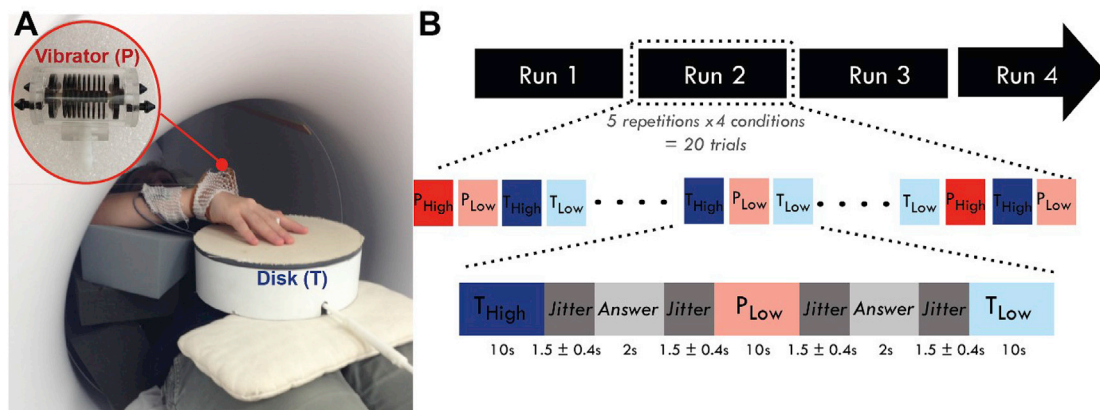 A
Vibrator (P)
Disk (T)
B
Run 1 Run 2 Run 3 Run 4
5 repetitions x 4 conditions
= 20 trials
PHigh PLow THigh TLow THigh PLow TLow TLow PHigh THigh PLow
THigh Jitter Answer Jitter PLow Jitter Answer Jitter TLow
10s 1.5 ± 0.4s 2s 1.5 ± 0.4s 10s 1.5 ± 0.4s 2s 1.5 ± 0.4s 10s